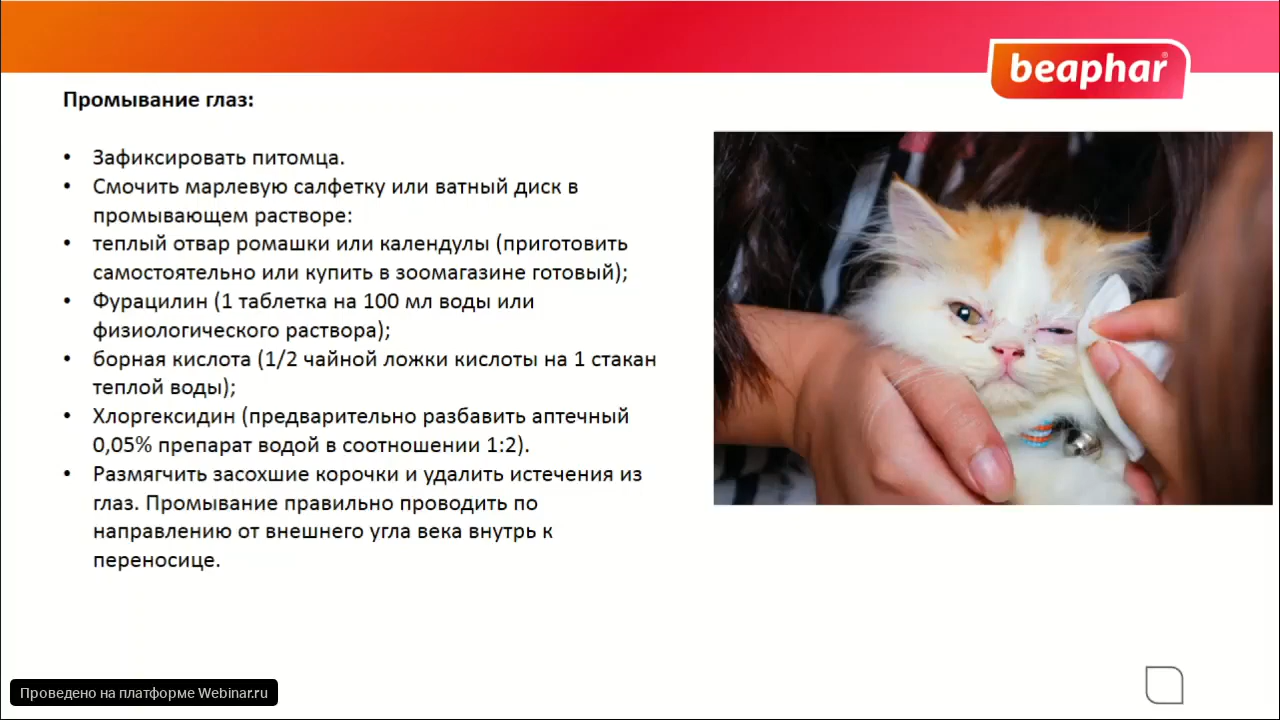 beaphar®
Промывание глаз:
• Зафиксировать питомца.
• Смочить марлевую салфетку или ватный диск в
промывающем растворе:
• теплый отвар ромашки или календулы (приготовить
самостоятельно или купить в зоомагазине готовый);
• Фурацилин (1 таблетка на 100 мл воды или
физиологического раствора);
• борная кислота (1/2 чайной ложки кислоты на 1 стакан
теплой воды);
• Хлоргексидин (предварительно разбавить аптечный
0,05% препарат водой в соотношении 1:2).
• Размягчить засохшие корочки и удалить истечения из
глаз. Промывание правильно проводить по
направлению от внешнего угла века внутрь к
переносице.
Проведено на платформе Webinar.ru